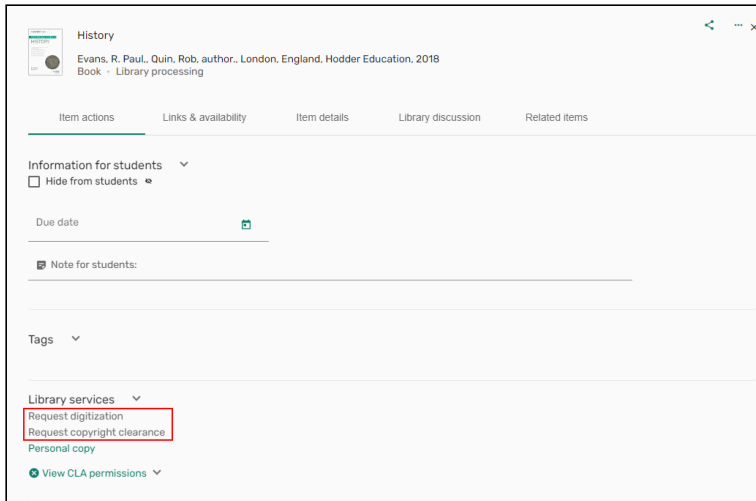 History
HISTORY
Evans, R. Paul,, Quin, Rob, author., London, England, Hodder Education, 2018
Book • Library processing
Item actions Links & availability Item details Library discussion Related items
Information for students
Hide from students
Due date
Note for students:
Tags
Library services
Request digitization
Request copyright clearance
Personal copy
View CLA permissions